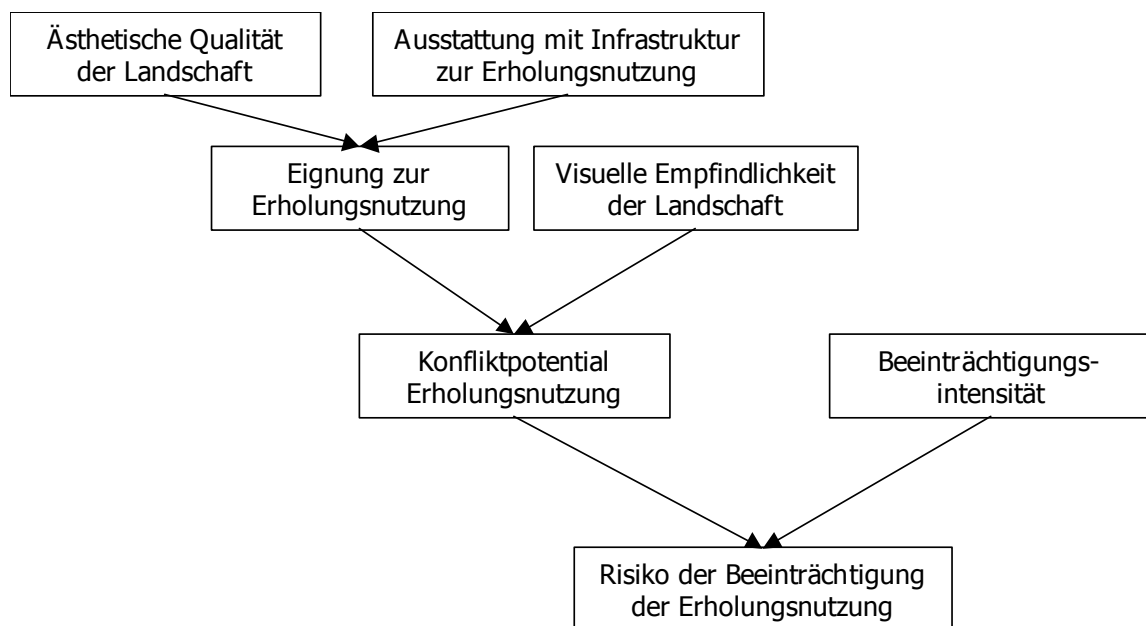 Ästhetische Qualität
der Landschaft
Ausstattung mit Infrastruktur
zur Erholungsnutzung
Eignung zur
Erholungsnutzung
Visuelle Empfindlichkeit
der Landschaft
Konfliktpotential
Erholungsnutzung
Beeinträchtigungs-
intensität
Risiko der Beeinträchtigung
der Erholungsnutzung